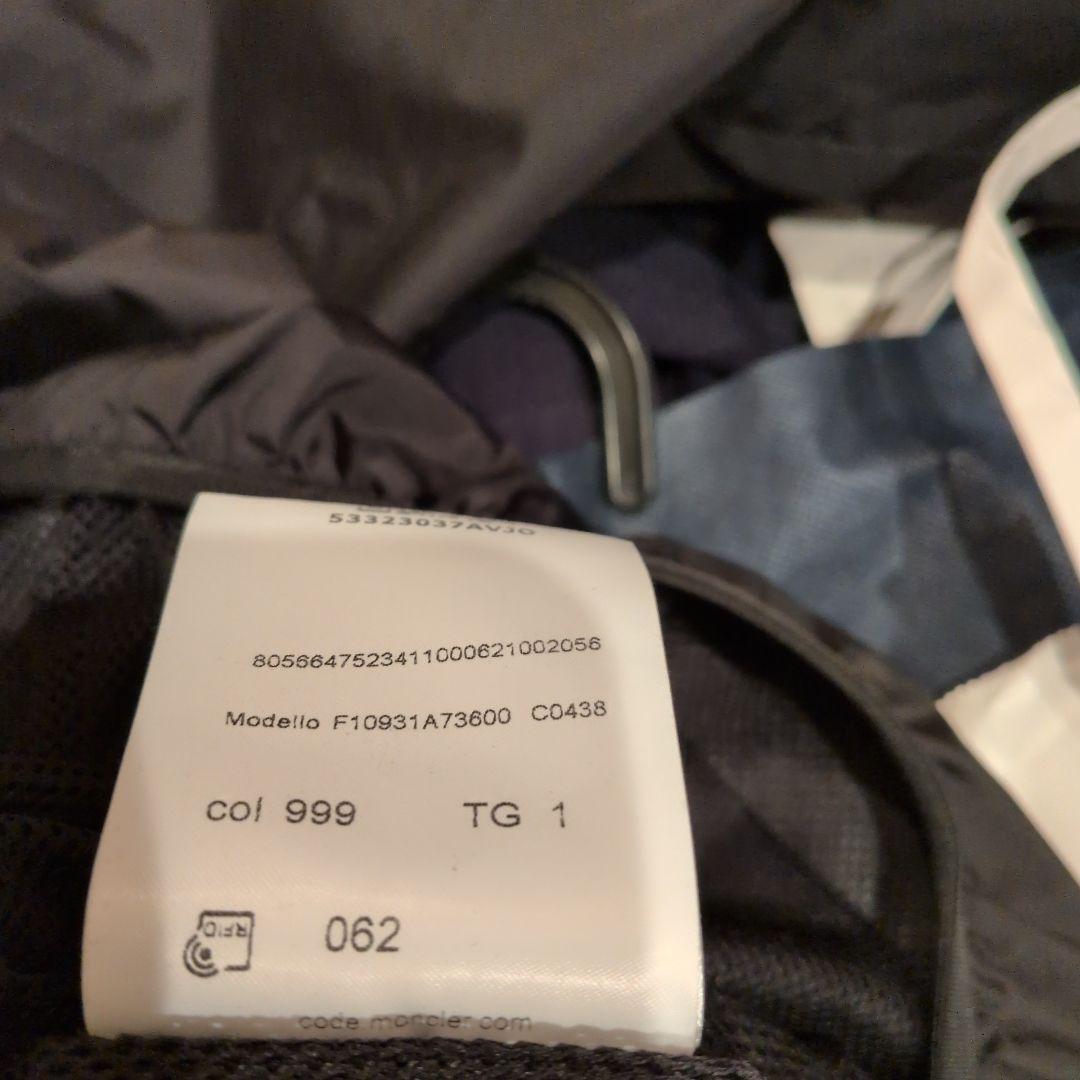 53323037AVJO
8056647523411000621002056
Modello F10931A73600 C0438
col 999 TG 1
RFID
062
code.moncler.com